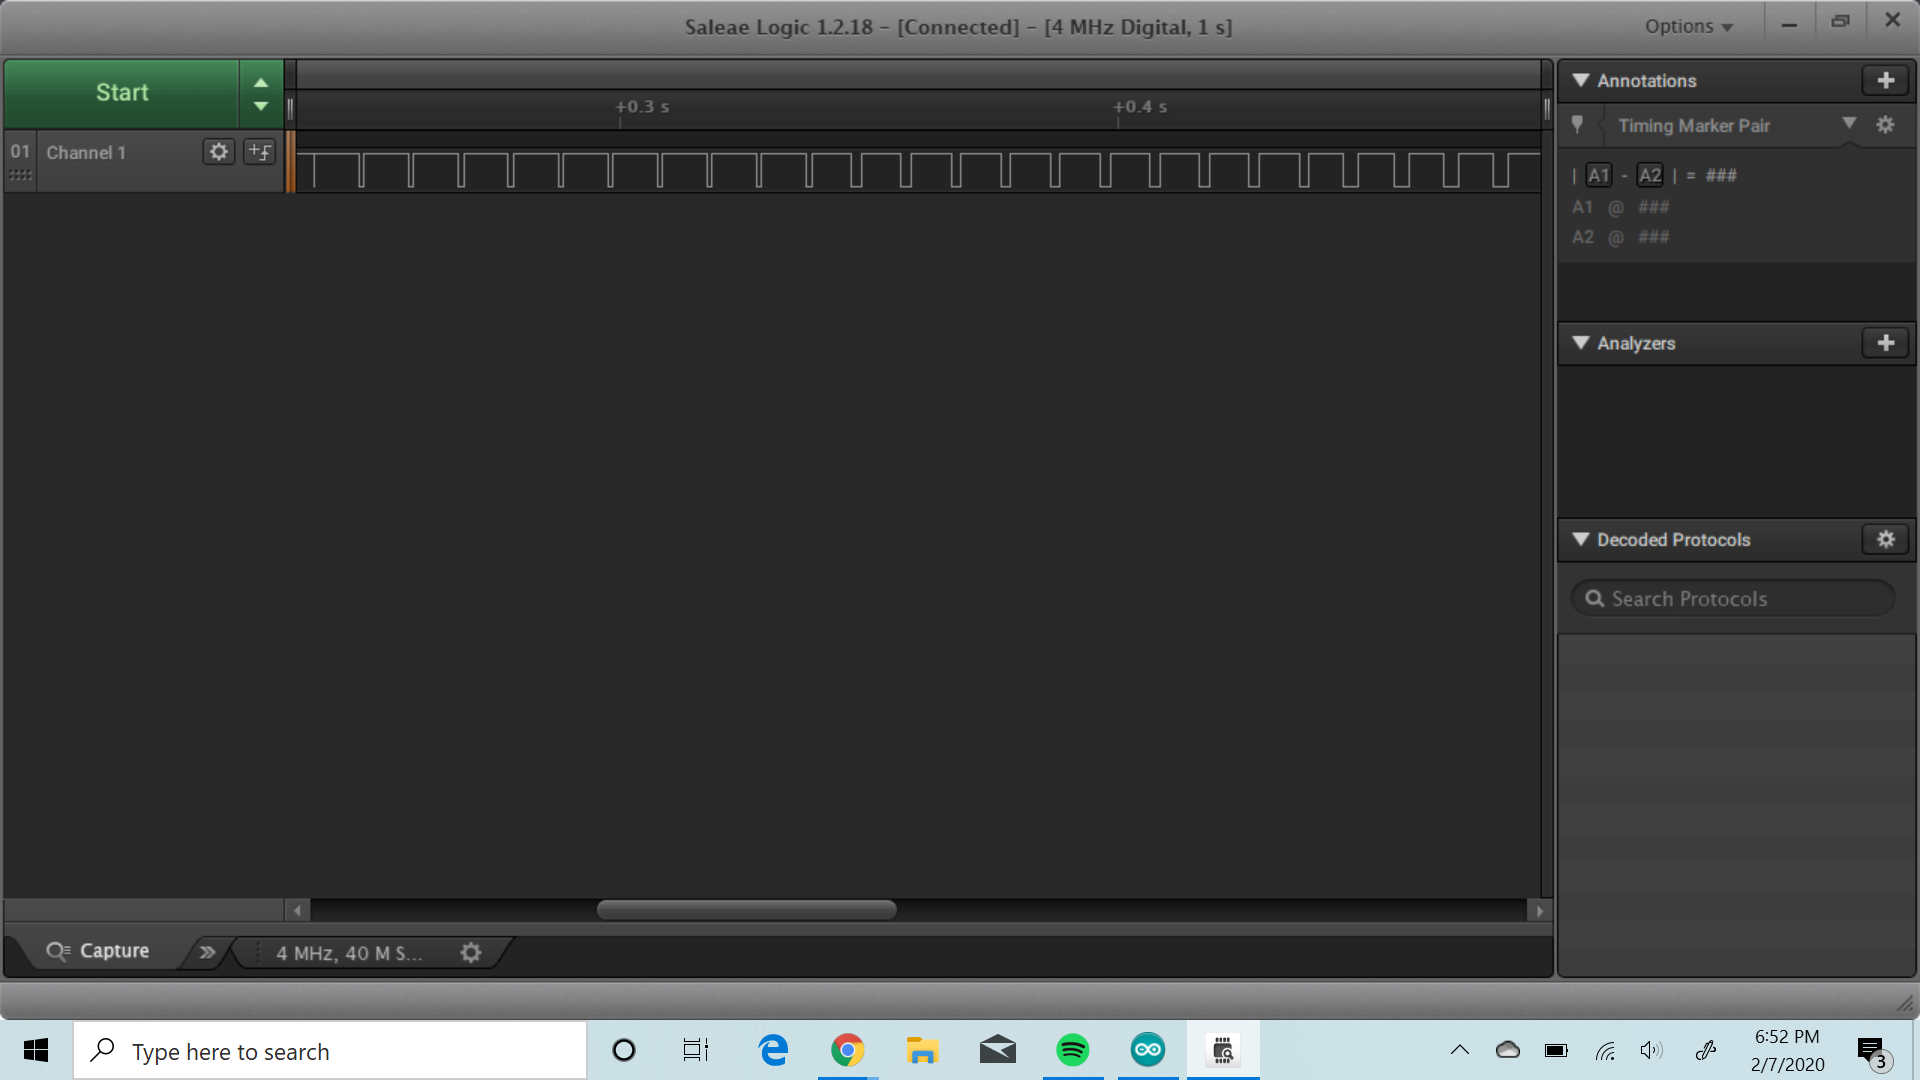 Saleae Logic 1.2.18 - [Connected] - [4 MHz Digital, 1 s]
Options
Start
+0.3 s
+0.4 s
01
Channel 1
Annotations
Timing Marker Pair
| A1 - A2 | = ###
A1 @ ###
A2 @ ###
Analyzers
Decoded Protocols
Search Protocols
Capture
4 MHz, 40 M S...
Type here to search
6:52 PM
2/7/2020
3